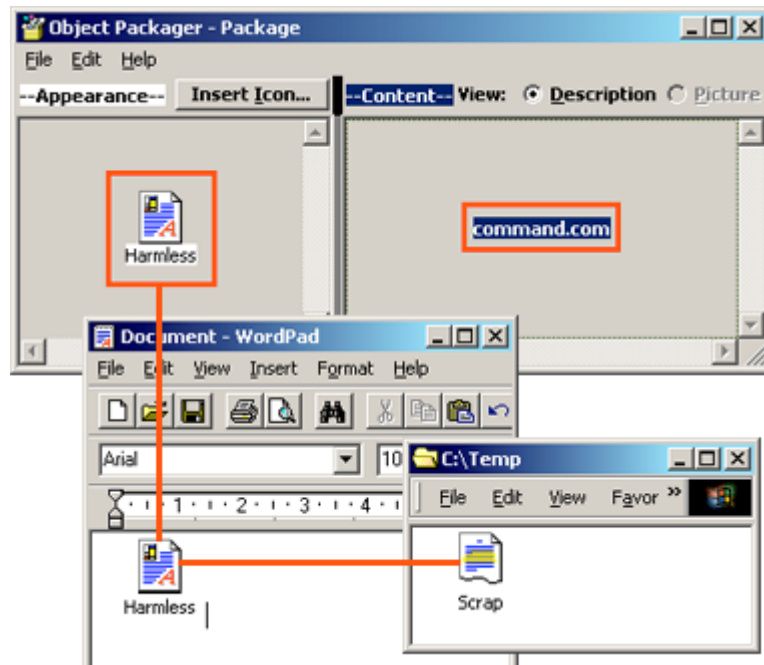 Object Packager - Package
File Edit Help
--Appearance-- Insert Icon... --Content-- View: Description Picture
Harmless
command.com
Document - WordPad
File Edit View Insert Format Help
Arial 10
1 2 3 4
C:\Temp
File Edit View Favor »
Harmless
Scrap